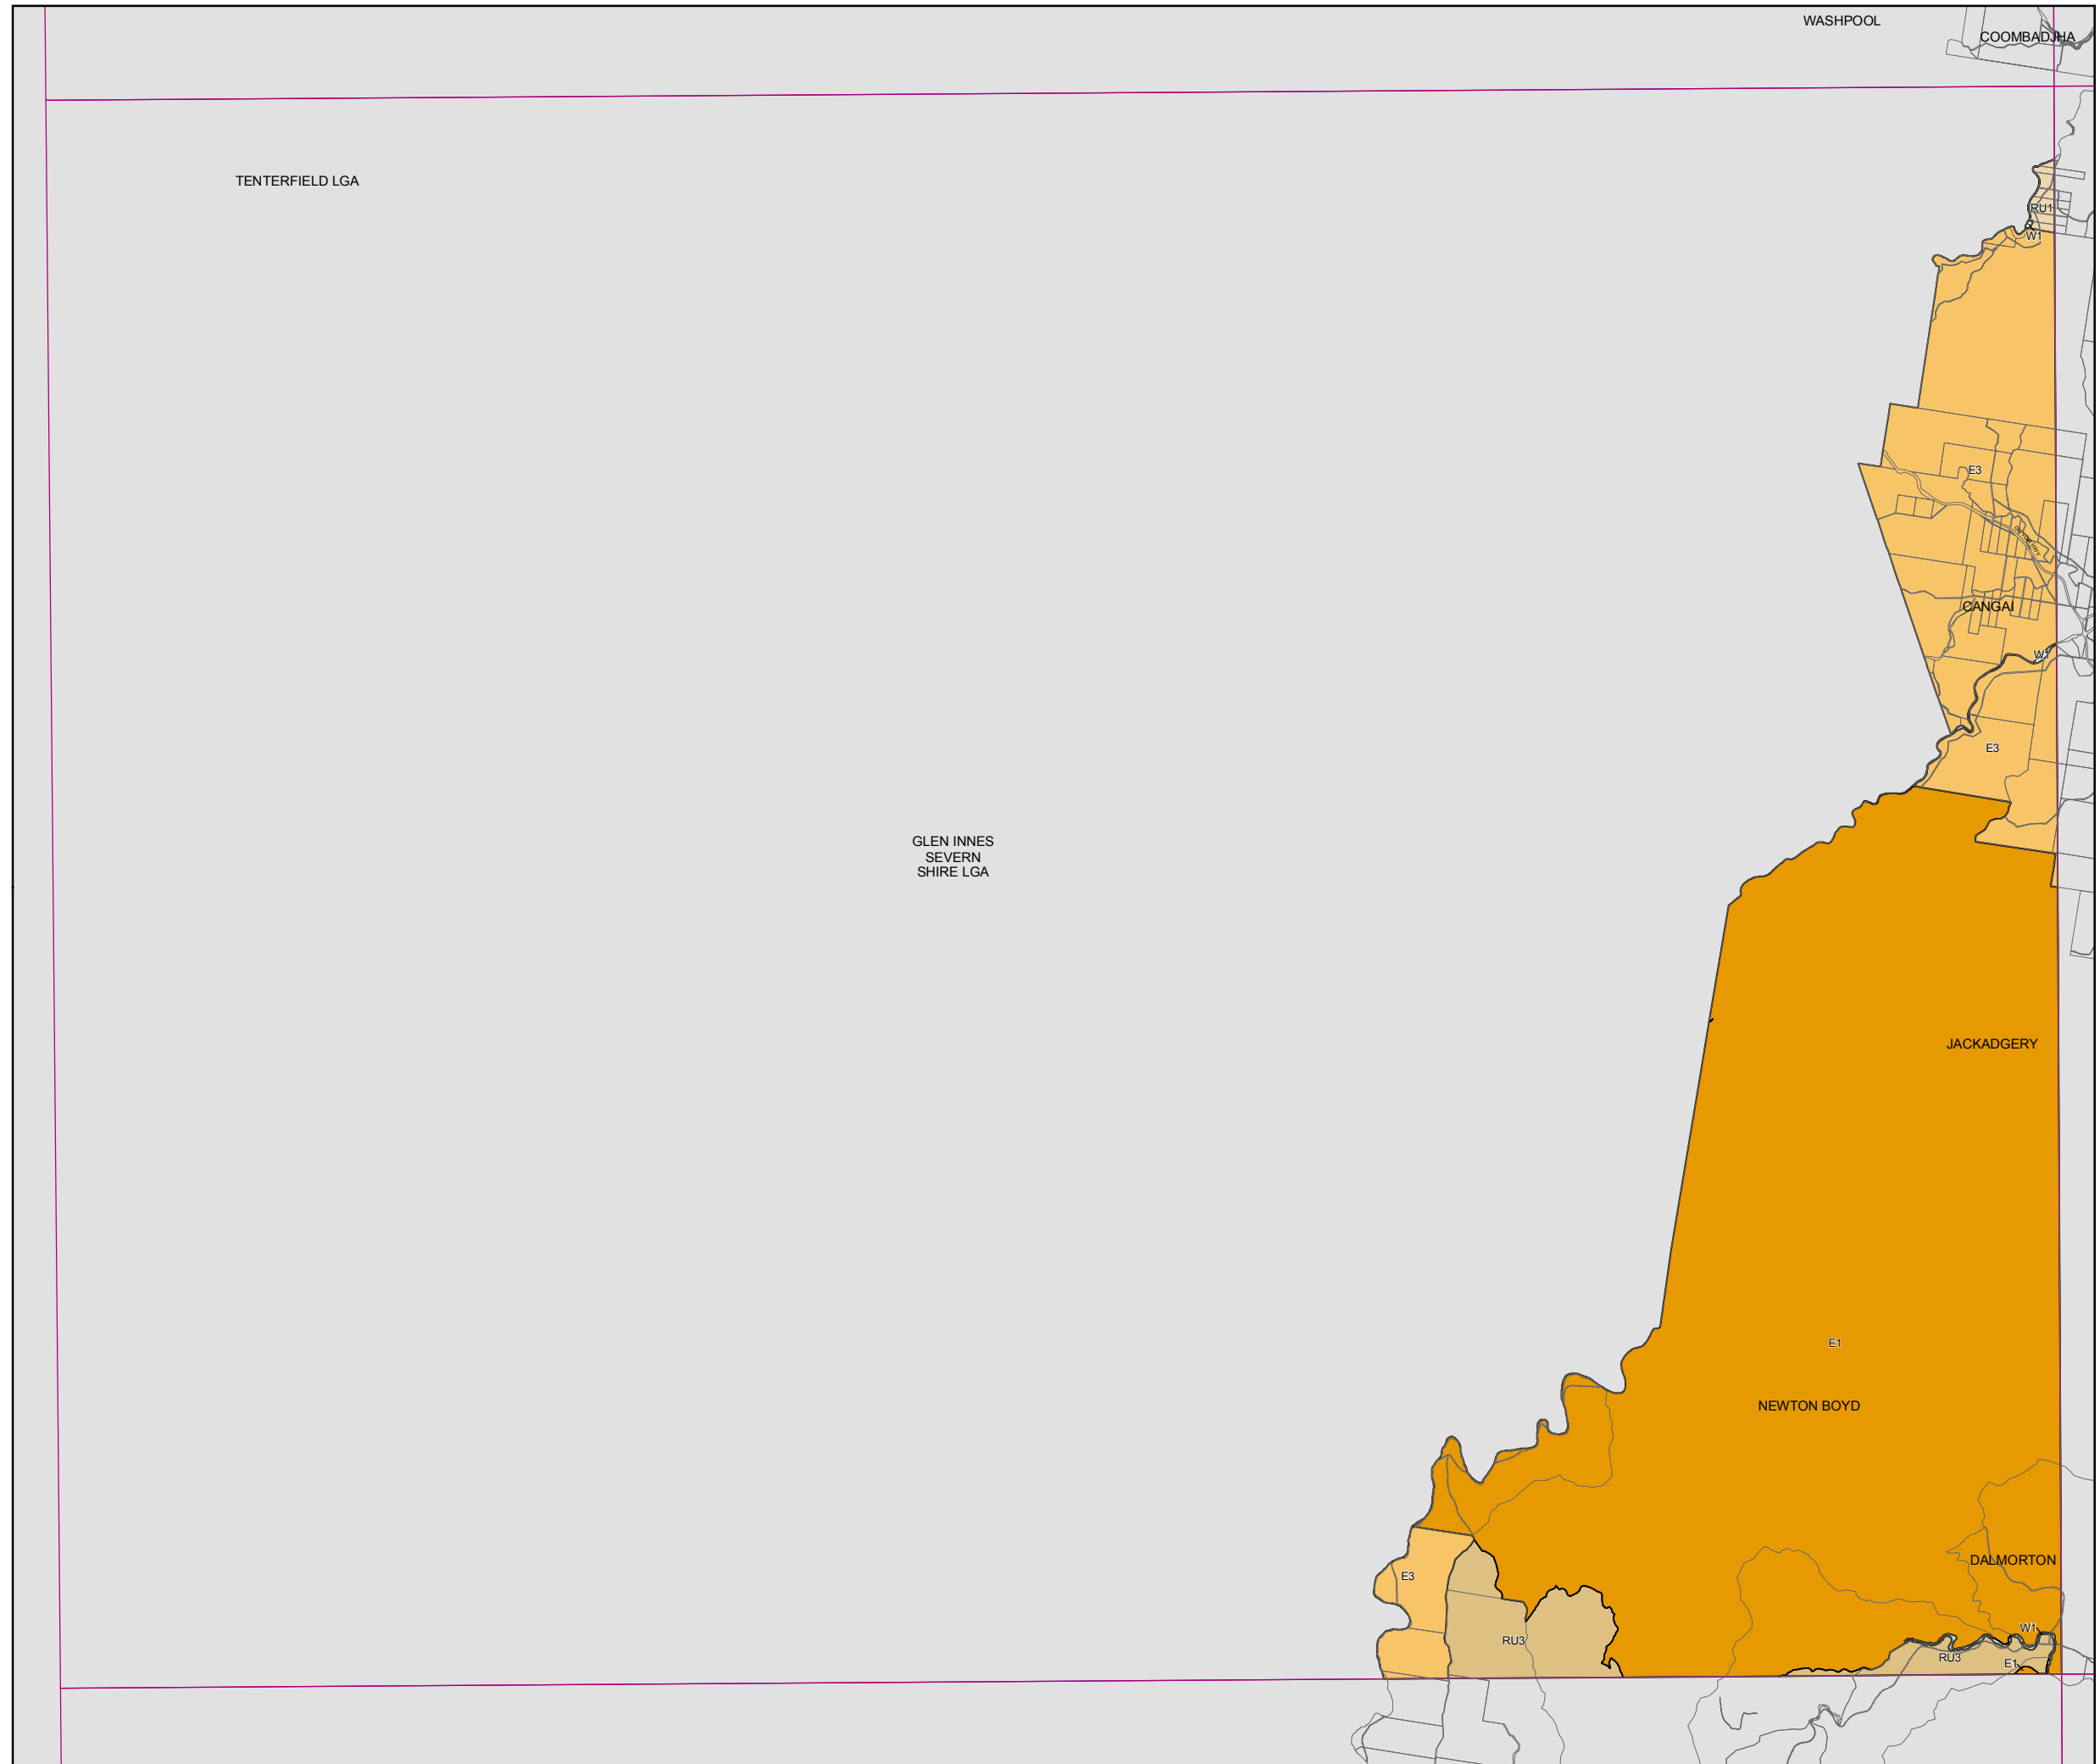 WASHPOOL
COOMBADJHA
TENTERFIELD LGA
RU1
W1
E3
CANGAI
W1
E3
GLEN INNES
SEVERN
SHIRE LGA
JACKADGERY
E1
NEWTON BOYD
DALMORTON
E3
W1
RU3
RU3
E1